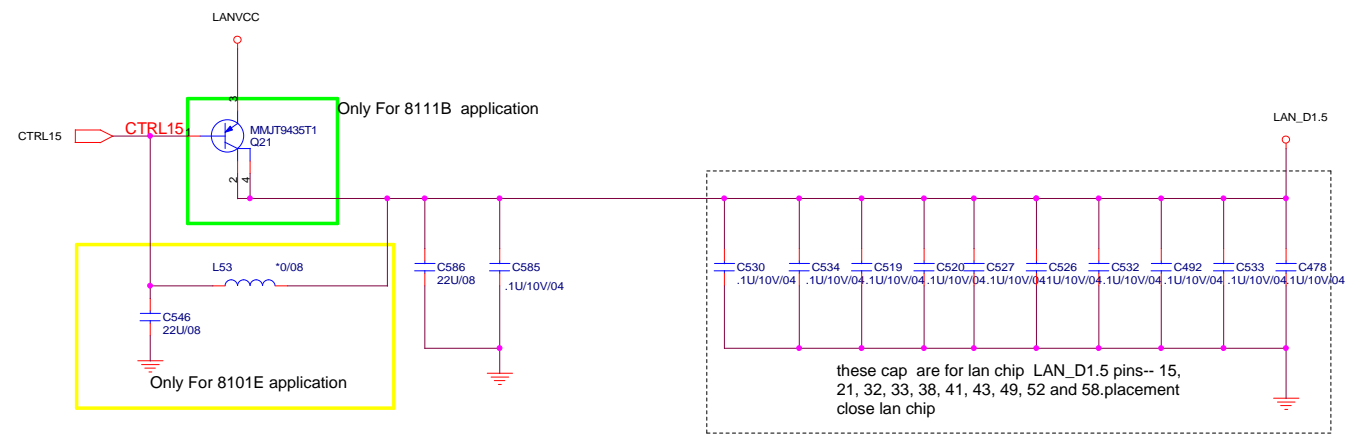 LANVCC
Only For 8111B application
3
CTRL15
CTRL15
1
MMJT9435T1
Q21
2
4
LAN_D1.5
L53
*0/08
C546
22U/08
Only For 8101E application
C586
22U/08
C585
.1U/10V/04
C530
.1U/10V/04
C534
.1U/10V/04
C519
.1U/10V/04
C520
.1U/10V/04
C527
.1U/10V/04
C526
.1U/10V/04
C532
.1U/10V/04
C492
.1U/10V/04
C533
.1U/10V/04
C478
.1U/10V/04
these cap are for lan chip LAN_D1.5 pins-- 15,
21, 32, 33, 38, 41, 43, 49, 52 and 58.placement
close lan chip